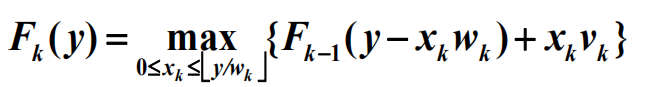 F_k(y) = max_{0≤x_k≤⌊y/w_k⌋} {F_{k-1}(y-x_k w_k)+x_k v_k}